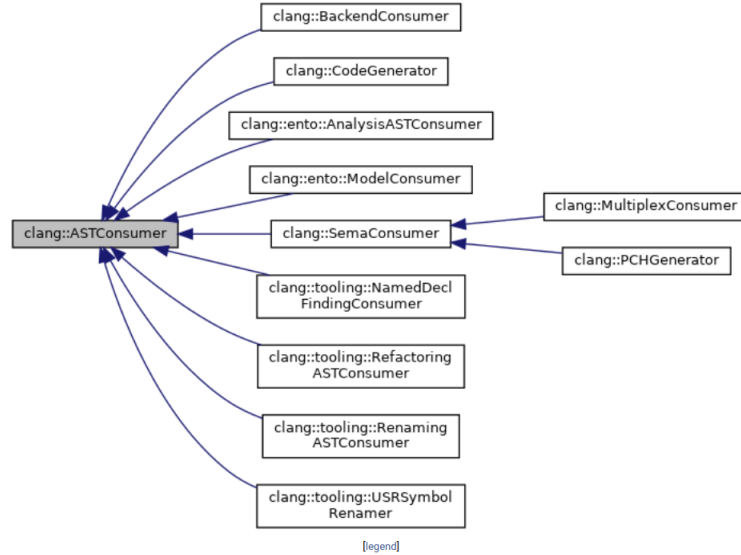 clang::BackendConsumer
clang::CodeGenerator
clang::ento::AnalysisASTConsumer
clang::ento::ModelConsumer
clang::MultiplexConsumer
clang::ASTConsumer
clang::SemaConsumer
clang::PCHGenerator
clang::tooling::NamedDecl
FindingConsumer
clang::tooling::Refactoring
ASTConsumer
clang::tooling::Renaming
ASTConsumer
clang::tooling::USRSymbol
Renamer
[legend]